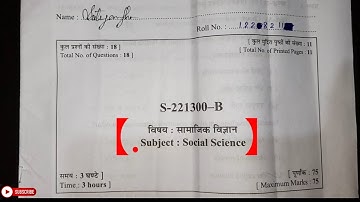 Name :
Roll No. :
कुल प्रश्नों की संख्या : 18 ]
[ कुल मुद्रित पृष्ठों की संख्या : 11
Total No. of Questions : 18 ]
[ Total No. of Printed Pages : 11
S-221300-B
विषय : सामाजिक विज्ञान
Subject : Social Science
समय : 3 घण्टे ]
[ पूर्णांक : 75
Time : 3 hours ]
[ Maximum Marks : 75
SUBSCRIBE